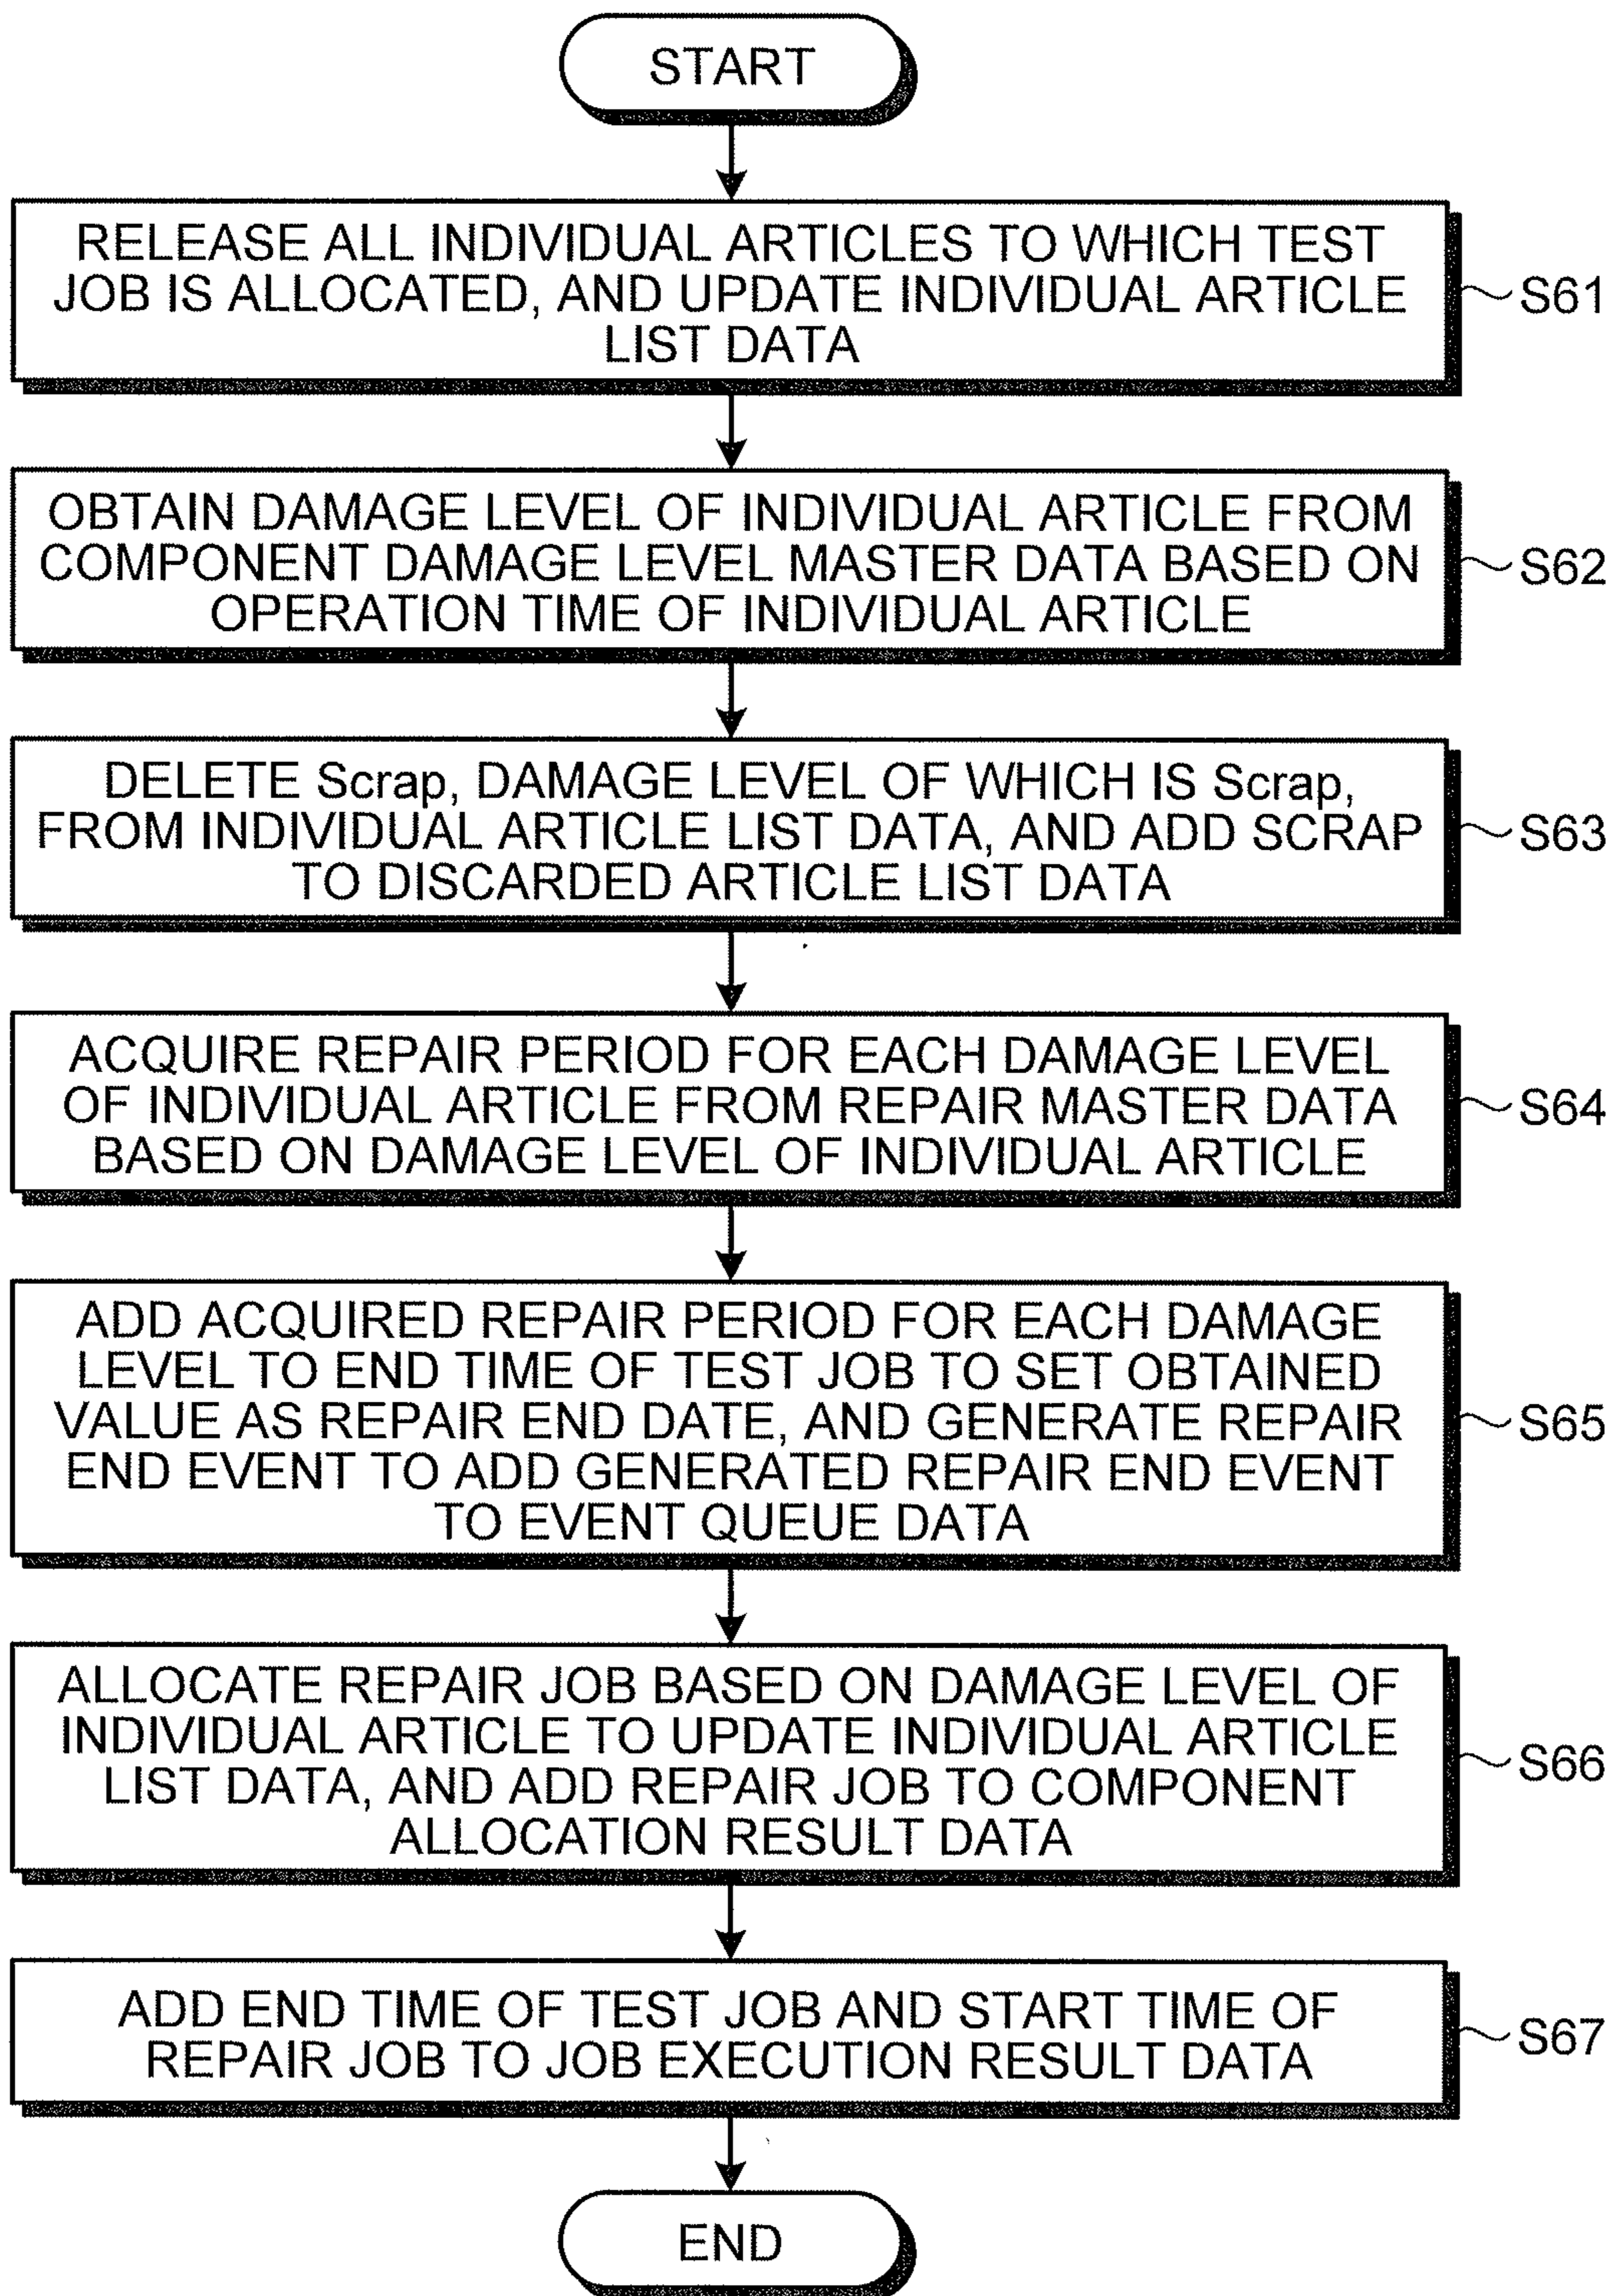 START
RELEASE ALL INDIVIDUAL ARTICLES TO WHICH TEST
JOB IS ALLOCATED, AND UPDATE INDIVIDUAL ARTICLE
LIST DATA
S61
OBTAIN DAMAGE LEVEL OF INDIVIDUAL ARTICLE FROM
COMPONENT DAMAGE LEVEL MASTER DATA BASED ON
OPERATION TIME OF INDIVIDUAL ARTICLE
S62
DELETE Scrap, DAMAGE LEVEL OF WHICH IS Scrap,
FROM INDIVIDUAL ARTICLE LIST DATA, AND ADD SCRAP
TO DISCARDED ARTICLE LIST DATA
S63
ACQUIRE REPAIR PERIOD FOR EACH DAMAGE LEVEL
OF INDIVIDUAL ARTICLE FROM REPAIR MASTER DATA
BASED ON DAMAGE LEVEL OF INDIVIDUAL ARTICLE
S64
ADD ACQUIRED REPAIR PERIOD FOR EACH DAMAGE
LEVEL TO END TIME OF TEST JOB TO SET OBTAINED
VALUE AS REPAIR END DATE, AND GENERATE REPAIR
END EVENT TO ADD GENERATED REPAIR END EVENT
TO EVENT QUEUE DATA
S65
ALLOCATE REPAIR JOB BASED ON DAMAGE LEVEL OF
INDIVIDUAL ARTICLE TO UPDATE INDIVIDUAL ARTICLE
LIST DATA, AND ADD REPAIR JOB TO COMPONENT
ALLOCATION RESULT DATA
S66
ADD END TIME OF TEST JOB AND START TIME OF
REPAIR JOB TO JOB EXECUTION RESULT DATA
S67
END